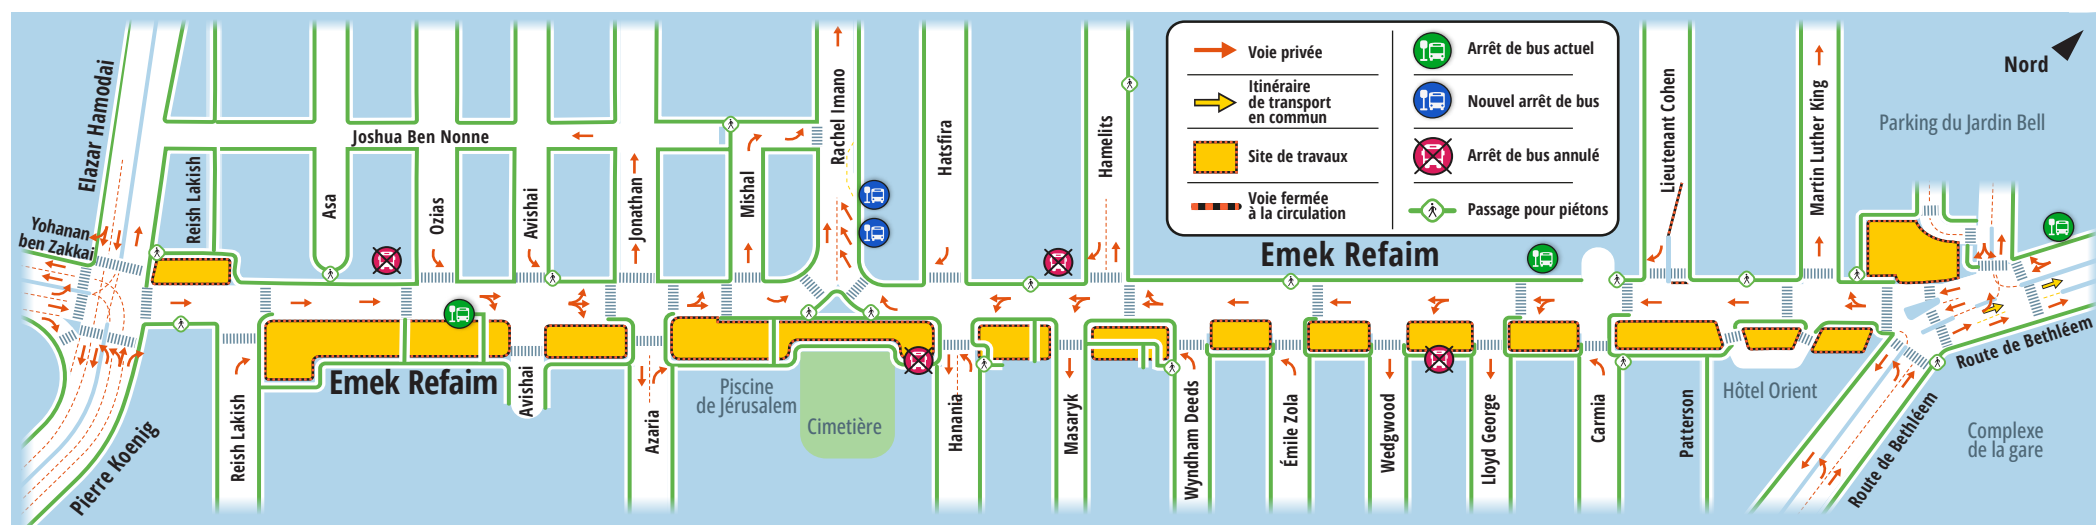 Elazar Hamodai
Yohanan
ben Zakkai
Pierre Koenig
Reish Lakish
Reish Lakish
Asa
Joshua Ben Nonne
Ozias
Avishai
Avishai
Jonathan
Azaria
Mishal
Rachel Imano
Hatsfira
Hamelits
Emek Refaim
Piscine
de Jérusalem
Cimetière
Hanania
Masaryk
Wyndham Deeds
Émile Zola
Wedgwood
Lloyd George
Carmia
Patterson
Emek Refaim
Voie privée
Itinéraire
de transport
en commun
Site de travaux
Voie fermée
à la circulation
Arrêt de bus actuel
Nouvel arrêt de bus
Arrêt de bus annulé
Passage pour piétons
Lieutenant Cohen
Martin Luther King
Nord
Parking du Jardin Bell
Route de Bethléem
Hôtel Orient
Route de Bethléem
Complexe
de la gare